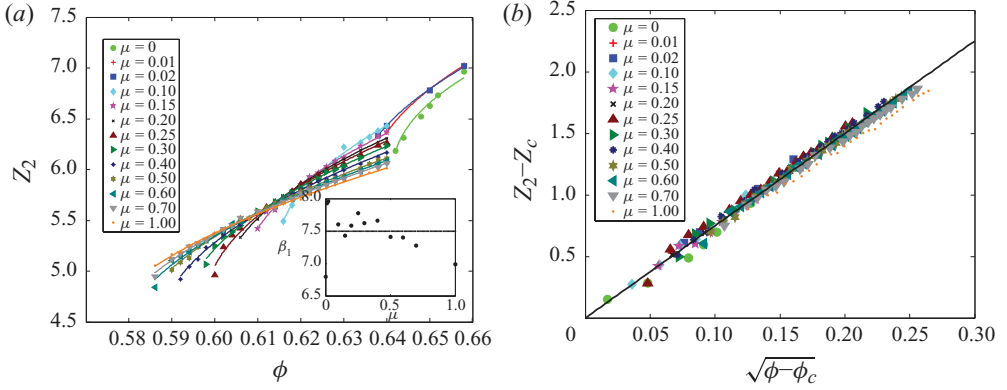 (a)
7.5
7.0
6.5
6.0
5.5
5.0
4.5
Z2
μ = 0
μ = 0.01
μ = 0.02
μ = 0.10
μ = 0.15
μ = 0.20
μ = 0.25
μ = 0.30
μ = 0.40
μ = 0.50
μ = 0.60
μ = 0.70
μ = 1.00
8.0
7.5
7.0
6.5
β1
0 0.5 1.0
μ
0.58 0.59 0.60 0.61 0.62 0.63 0.64 0.65 0.66
ϕ
(b)
2.5
2.0
1.5
1.0
0.5
Z2–Zc
μ = 0
μ = 0.01
μ = 0.02
μ = 0.10
μ = 0.15
μ = 0.20
μ = 0.25
μ = 0.30
μ = 0.40
μ = 0.50
μ = 0.60
μ = 0.70
μ = 1.00
0 0.05 0.10 0.15 0.20 0.25 0.30
√ϕ–ϕc